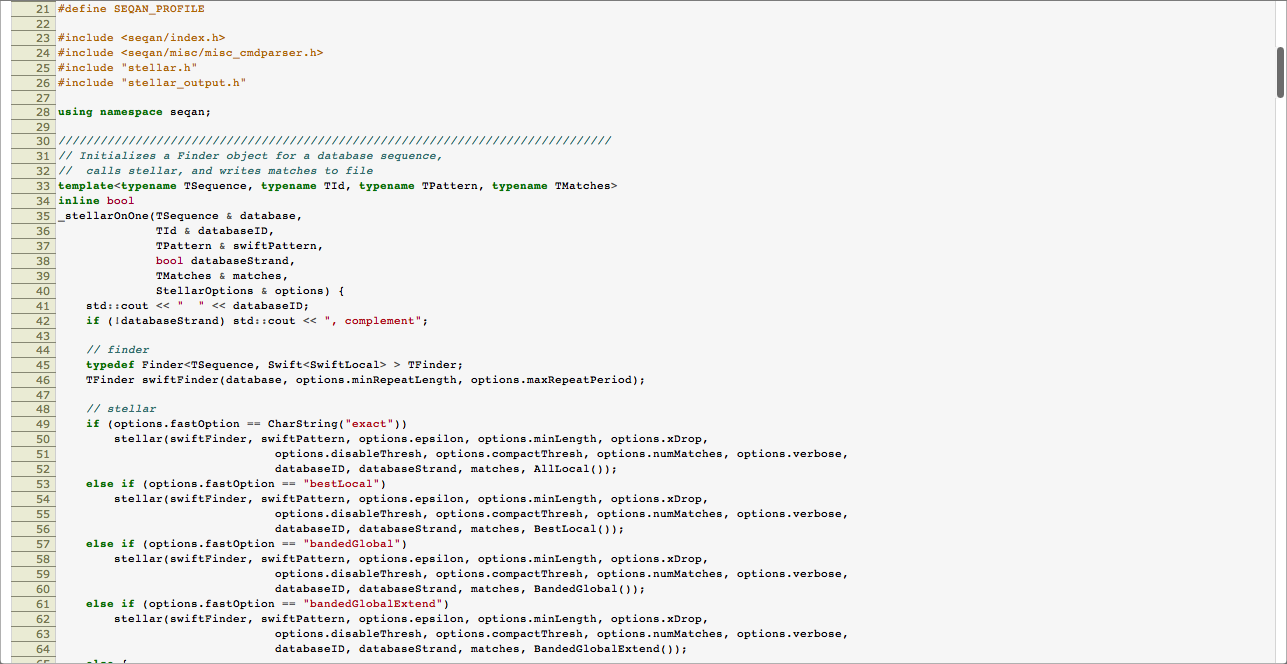 21 #define SEQAN_PROFILE
22
23 #include <seqan/index.h>
24 #include <seqan/misc/misc_cmdparser.h>
25 #include "stellar.h"
26 #include "stellar_output.h"
27
28 using namespace seqan;
29
30 ///////////////////////////////////////////////////////////////////////////////
31 // Initializes a Finder object for a database sequence,
32 //  calls stellar, and writes matches to file
33 template<typename TSequence, typename TId, typename TPattern, typename TMatches>
34 inline bool
35 _stellarOnOne(TSequence & database,
36               TId & databaseID,
37               TPattern & swiftPattern,
38               bool databaseStrand,
39               TMatches & matches,
40               StellarOptions & options) {
41     std::cout << "  " << databaseID;
42     if (!databaseStrand) std::cout << ", complement";
43
44     // finder
45     typedef Finder<TSequence, Swift<SwiftLocal> > TFinder;
46     TFinder swiftFinder(database, options.minRepeatLength, options.maxRepeatPeriod);
47
48     // stellar
49     if (options.fastOption == CharString("exact"))
50         stellar(swiftFinder, swiftPattern, options.epsilon, options.minLength, options.xDrop,
51                                options.disableThresh, options.compactThresh, options.numMatches, options.verbose,
52                                databaseID, databaseStrand, matches, AllLocal());
53     else if (options.fastOption == "bestLocal")
54         stellar(swiftFinder, swiftPattern, options.epsilon, options.minLength, options.xDrop,
55                                options.disableThresh, options.compactThresh, options.numMatches, options.verbose,
56                                databaseID, databaseStrand, matches, BestLocal());
57     else if (options.fastOption == "bandedGlobal")
58         stellar(swiftFinder, swiftPattern, options.epsilon, options.minLength, options.xDrop,
59                                options.disableThresh, options.compactThresh, options.numMatches, options.verbose,
60                                databaseID, databaseStrand, matches, BandedGlobal());
61     else if (options.fastOption == "bandedGlobalExtend")
62         stellar(swiftFinder, swiftPattern, options.epsilon, options.minLength, options.xDrop,
63                                options.disableThresh, options.compactThresh, options.numMatches, options.verbose,
64                                databaseID, databaseStrand, matches, BandedGlobalExtend());
65     else {